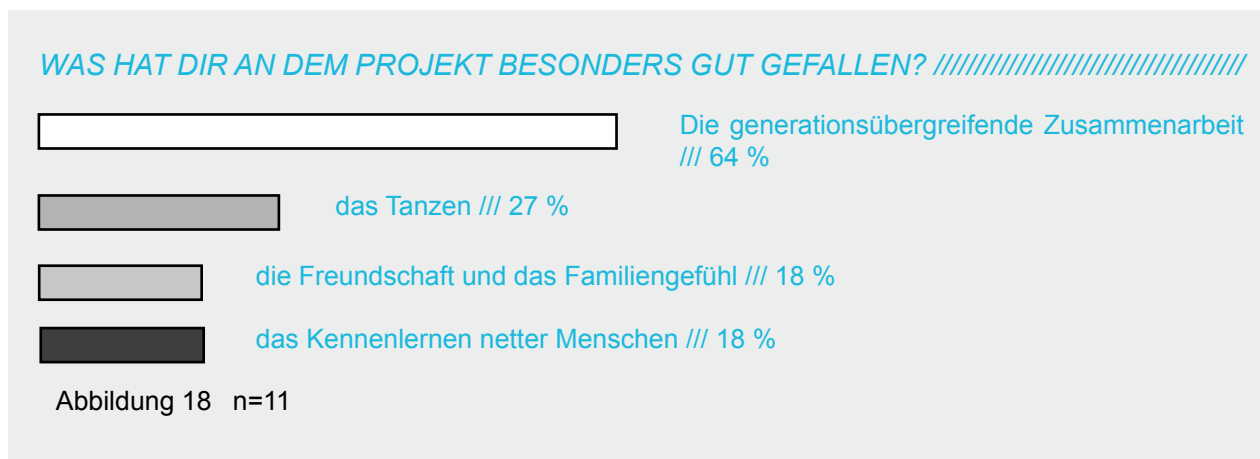 WAS HAT DIR AN DEM PROJEKT BESONDERS GUT GEFALLEN? //////////////////////////////////////
Die generationsübergreifende Zusammenarbeit
/// 64 %
das Tanzen /// 27 %
die Freundschaft und das Familiengefühl /// 18 %
das Kennenlernen netter Menschen /// 18 %
Abbildung 18 n=11